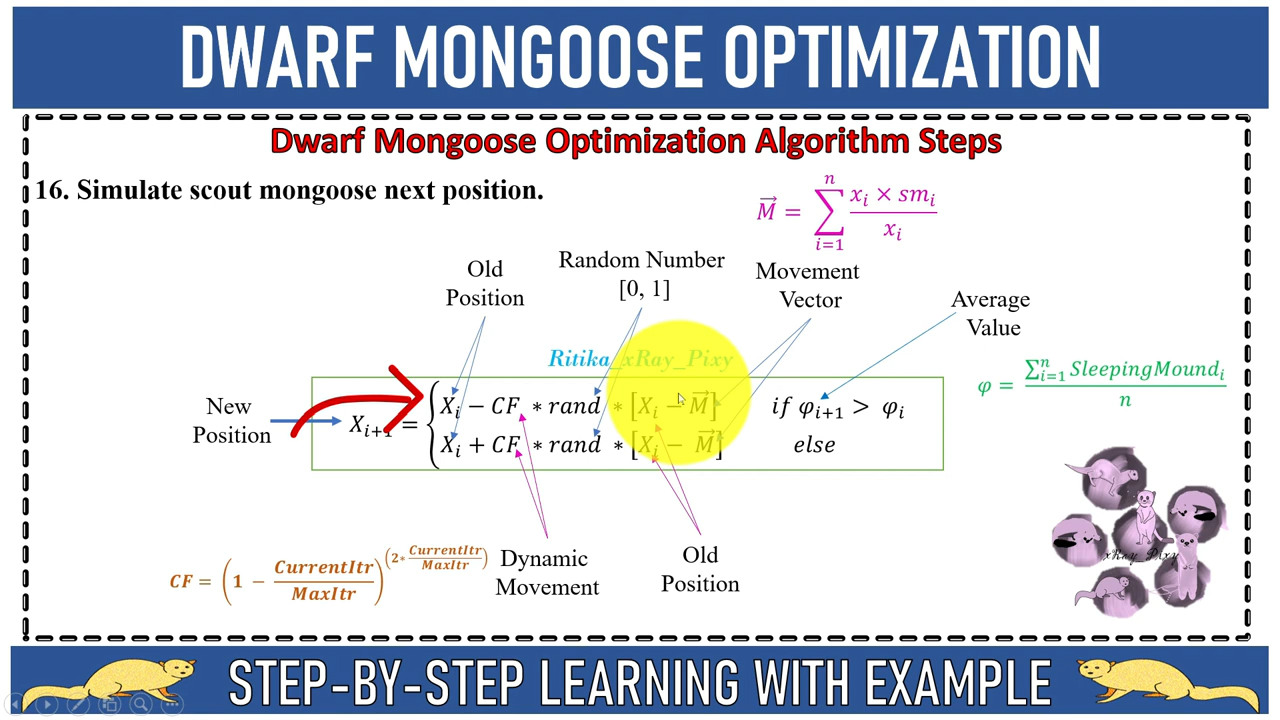 DWARF MONGOOSE OPTIMIZATION
Dwarf Mongoose Optimization Algorithm Steps
16. Simulate scout mongoose next position.
M⃗ = ∑_{i=1}^{n} (x_i × sm_i)/(x_i)
Old
Position
Random Number
[0, 1]
Movement
Vector
Average
Value
Ritika_xRay_Pixy
φ = (∑_{i=1}^{n} SleepingMound_i)/n
New
Position
X_{i+1} = { X_i − CF * rand * [X_i − M⃗] if φ_{i+1} > φ_i
X_i + CF * rand * [X_i − M⃗] else
CF = (1 − CurrentItr/MaxItr)^(2*CurrentItr/MaxItr)
Dynamic
Movement
Old
Position
xRay_Pixy
STEP-BY-STEP LEARNING WITH EXAMPLE